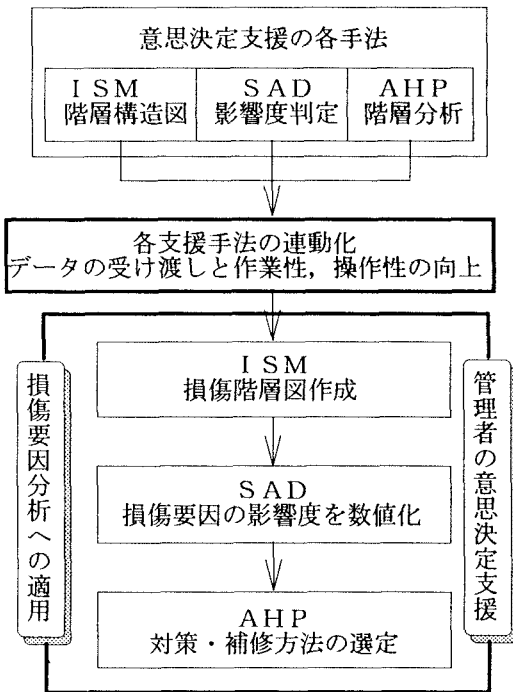 意思決定支援の各手法
ISM
階層構造図
SAD
影響度判定
AHP
階層分析
各支援手法の連動化
データの受け渡しと作業性,操作性の向上
損傷要因分析への適用
ISM
損傷階層図作成
SAD
損傷要因の影響度を数値化
AHP
対策・補修方法の選定
管理者の意思決定支援